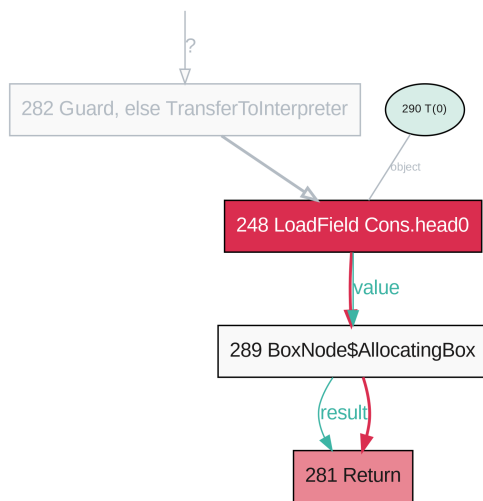 ?
282 Guard, else TransferToInterpreter
290 T(0)
object
248 LoadField Cons.head0
value
289 BoxNode$AllocatingBox
result
281 Return